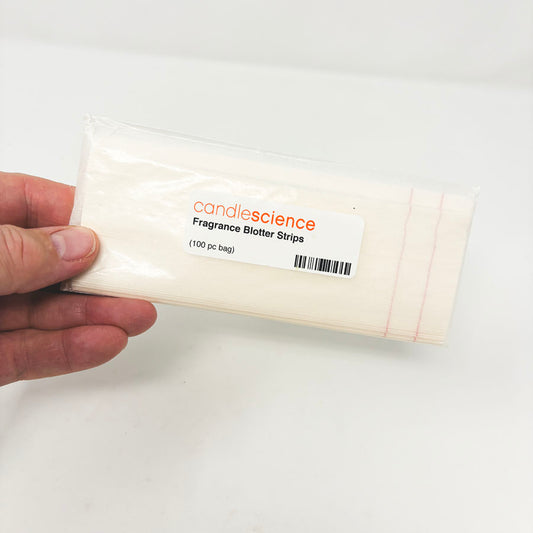 candlescience
Fragrance Blotter Strips
(100 pc bag)